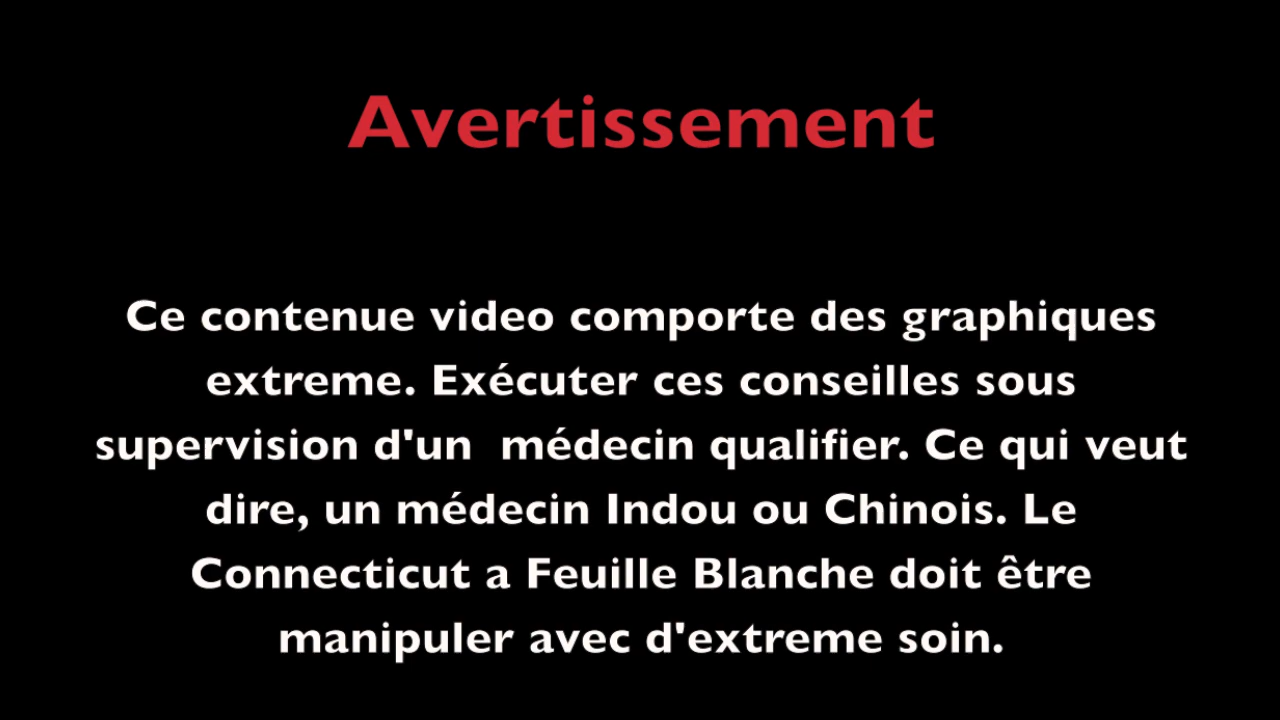 Avertissement
Ce contenue video comporte des graphiques
extreme. Exécuter ces conseilles sous
supervision d'un  médecin qualifier. Ce qui veut
dire, un médecin Indou ou Chinois. Le
Connecticut a Feuille Blanche doit être
manipuler avec d'extreme soin.